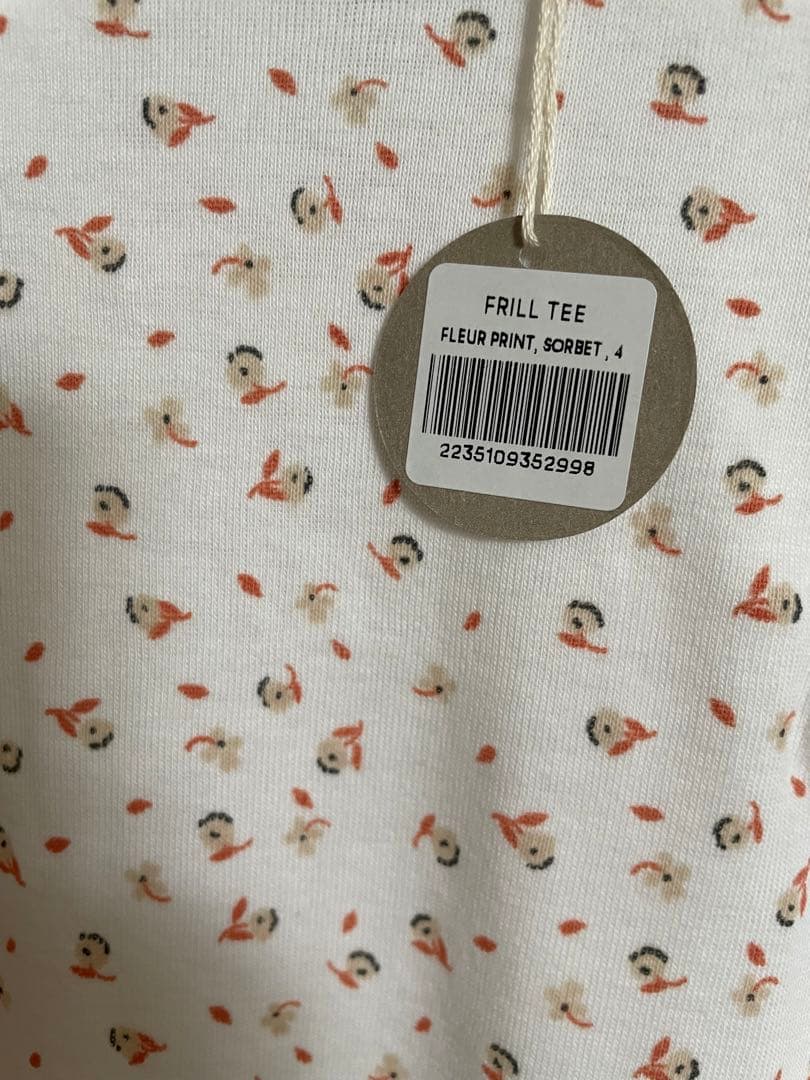 FRILL TEE
FLEUR PRINT, SORBET , 4
2235109352998